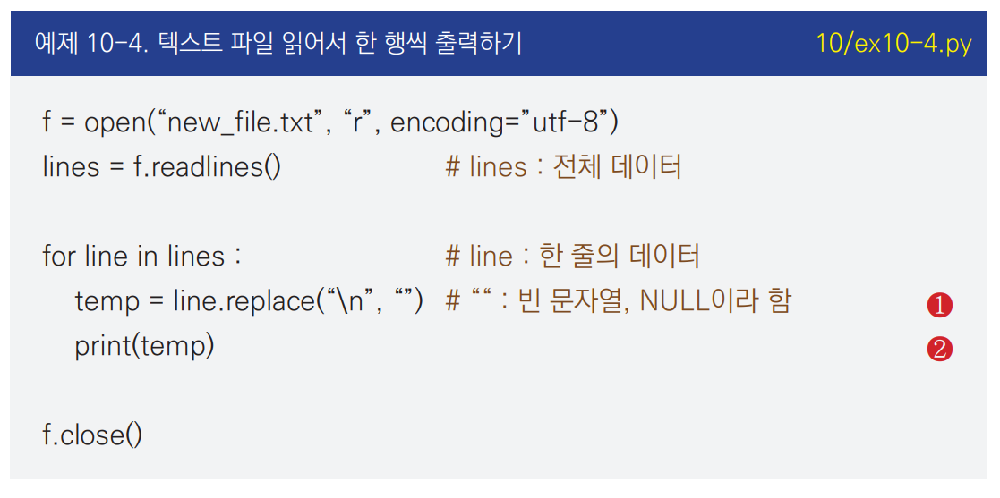 예제 10-4. 텍스트 파일 읽어서 한 행씩 출력하기 10/ex10-4.py
f = open(“new_file.txt”, “r”, encoding=”utf-8”)
lines = f.readlines() # lines : 전체 데이터
for line in lines : # line : 한 줄의 데이터
temp = line.replace(“\n”, “”) # ““ : 빈 문자열, NULL이라 함 ❶
print(temp) ❷
f.close()